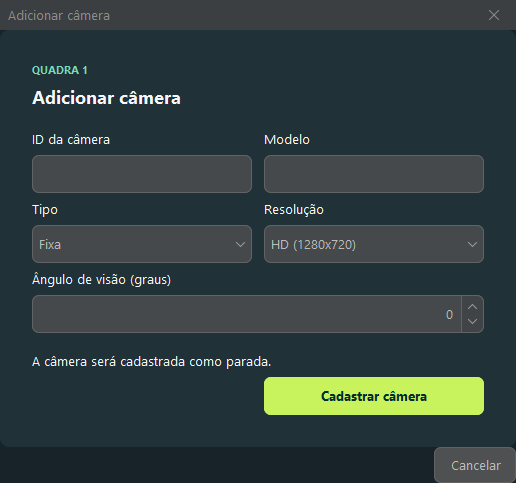 Adicionar câmera
QUADRA 1
Adicionar câmera
ID da câmera
Modelo
Tipo
Resolução
Fixa
HD (1280x720)
Ângulo de visão (graus)
0
A câmera será cadastrada como parada.
Cadastrar câmera
Cancelar